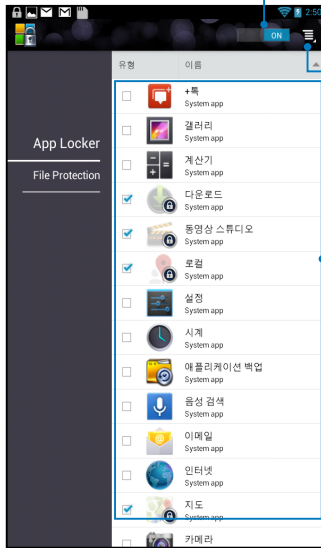 2:50
ON
유형 이름
App Locker
File Protection
+톡
System app
갤러리
System app
계산기
System app
다운로드
System app
동영상 스튜디오
System app
로컬
System app
설정
System app
시계
System app
애플리케이션 백업
System app
음성 검색
System app
이메일
System app
인터넷
System app
지도
System app
카메라